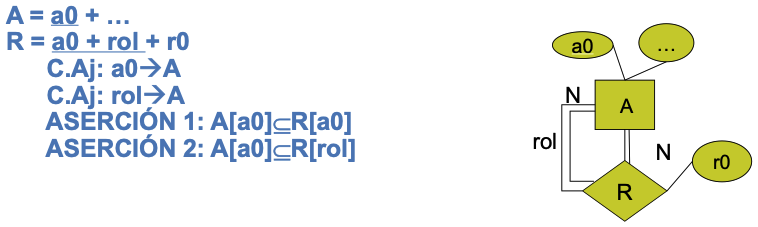 A = a0 + ...
R = a0 + rol + r0
C.Aj: a0→A
C.Aj: rol→A
ASERCIÓN 1: A[a0]⊆R[a0]
ASERCIÓN 2: A[a0]⊆R[rol]
a0
...
N
A
rol
N
r0
R